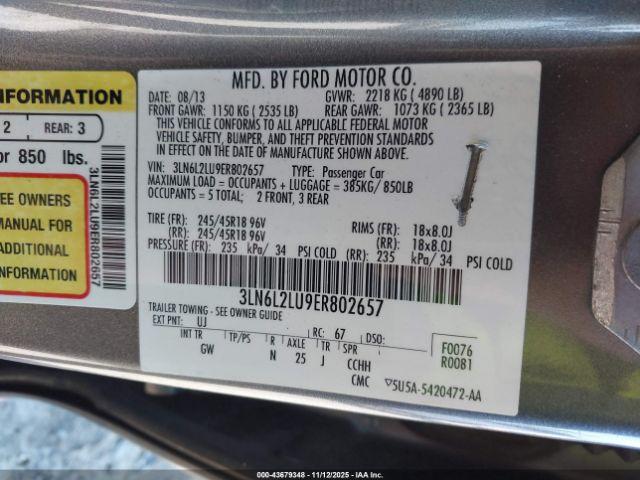 NFORMATION
2 REAR: 3
or 850 lbs.
EE OWNERS
MANUAL FOR
ADDITIONAL
INFORMATION
3LN6L2LU9ER802657
MFD. BY FORD MOTOR CO.
DATE: 08/13 GVWR: 2218 KG ( 4890 LB)
FRONT GAWR: 1150 KG ( 2535 LB) REAR GAWR: 1073 KG ( 2365 LB)
THIS VEHICLE CONFORMS TO ALL APPLICABLE FEDERAL MOTOR
VEHICLE SAFETY, BUMPER, AND THEFT PREVENTION STANDARDS
IN EFFECT ON THE DATE OF MANUFACTURE SHOWN ABOVE.
VIN: 3LN6L2LU9ER802657 TYPE: Passenger Car
MAXIMUM LOAD = OCCUPANTS + LUGGAGE = 385KG/ 850LB
OCCUPANTS = 5 TOTAL; 2 FRONT, 3 REAR
TIRE (FR): 245/45R18 96V RIMS (FR): 18x8.0J
(RR): 245/45R18 96V (RR): 18x8.0J
PRESSURE (FR): 235 kPa/ 34 PSI COLD (RR): 235 kPa/ 34 PSI COLD
3LN6L2LU9ER802657
TRAILER TOWING - SEE OWNER GUIDE
EXT PNT: UJ RC: 67 DSO: F0076
INT TR TP/PS R AXLE TR SPR R0081
GW N 25 J CCHH
CMC 5U5A-5420472-AA
000-43679348 - 11/12/2025 - IAA, Inc.